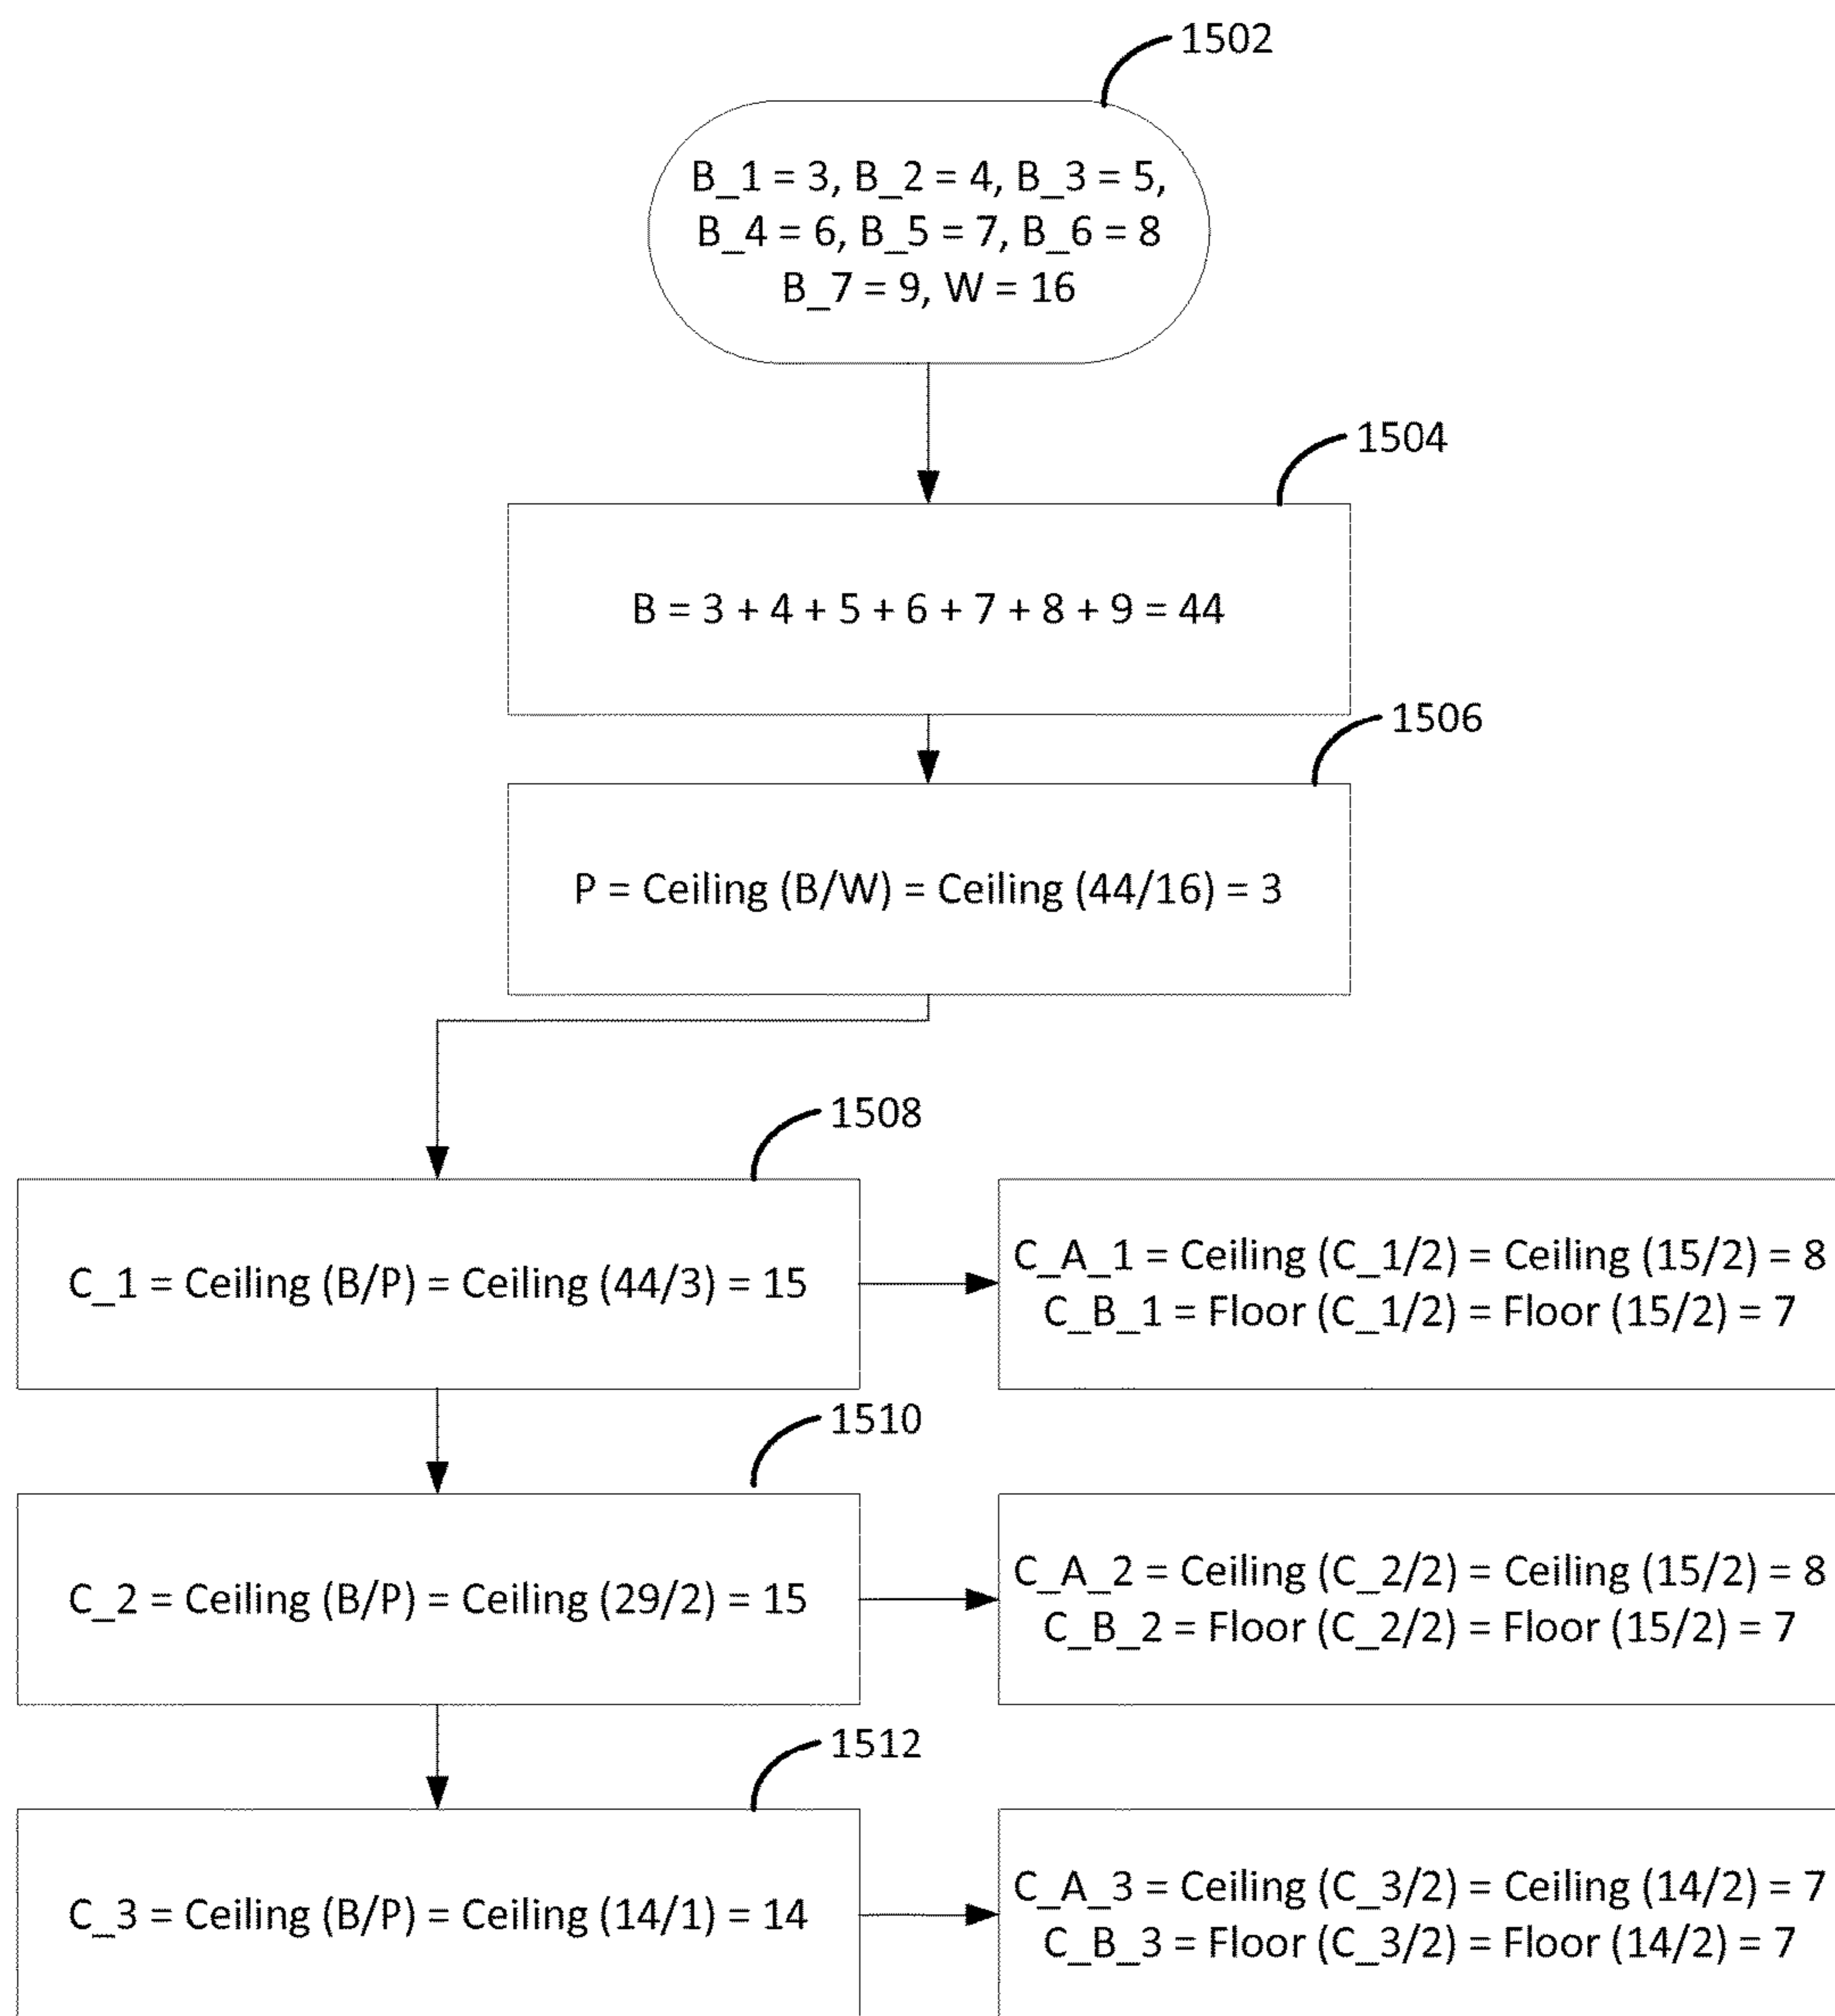 1502
B_1 = 3, B_2 = 4, B_3 = 5,
B_4 = 6, B_5 = 7, B_6 = 8
B_7 = 9, W = 16
1504
B = 3 + 4 + 5 + 6 + 7 + 8 + 9 = 44
1506
P = Ceiling (B/W) = Ceiling (44/16) = 3
1508
C_1 = Ceiling (B/P) = Ceiling (44/3) = 15
C_A_1 = Ceiling (C_1/2) = Ceiling (15/2) = 8
C_B_1 = Floor (C_1/2) = Floor (15/2) = 7
1510
C_2 = Ceiling (B/P) = Ceiling (29/2) = 15
C_A_2 = Ceiling (C_2/2) = Ceiling (15/2) = 8
C_B_2 = Floor (C_2/2) = Floor (15/2) = 7
1512
C_3 = Ceiling (B/P) = Ceiling (14/1) = 14
C_A_3 = Ceiling (C_3/2) = Ceiling (14/2) = 7
C_B_3 = Floor (C_3/2) = Floor (14/2) = 7